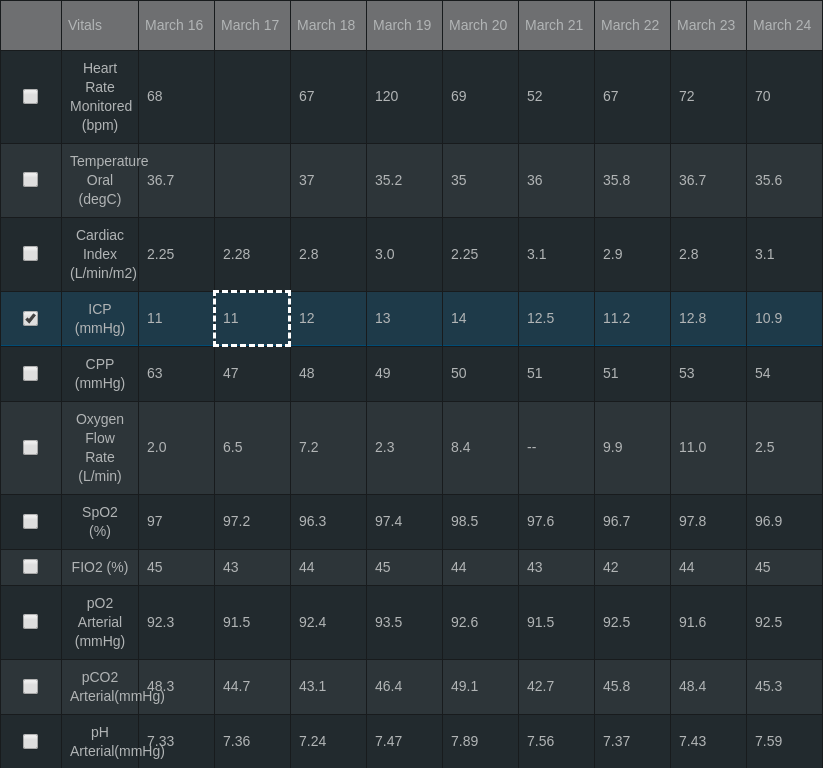 Vitals March 16 March 17 March 18 March 19 March 20 March 21 March 22 March 23 March 24
Heart
Rate
Monitored
(bpm)
68 67 120 69 52 67 72 70
Temperature
Oral
(degC)
36.7 37 35.2 35 36 35.8 36.7 35.6
Cardiac
Index
(L/min/m2)
2.25 2.28 2.8 3.0 2.25 3.1 2.9 2.8 3.1
ICP
(mmHg)
11 11 12 13 14 12.5 11.2 12.8 10.9
CPP
(mmHg)
63 47 48 49 50 51 51 53 54
Oxygen
Flow
Rate
(L/min)
2.0 6.5 7.2 2.3 8.4 -- 9.9 11.0 2.5
SpO2
(%)
97 97.2 96.3 97.4 98.5 97.6 96.7 97.8 96.9
FIO2 (%) 45 43 44 45 44 43 42 44 45
pO2
Arterial
(mmHg)
92.3 91.5 92.4 93.5 92.6 91.5 92.5 91.6 92.5
pCO2
Arterial(mmHg)
48.3 44.7 43.1 46.4 49.1 42.7 45.8 48.4 45.3
pH
Arterial(mmHg)
7.33 7.36 7.24 7.47 7.89 7.56 7.37 7.43 7.59